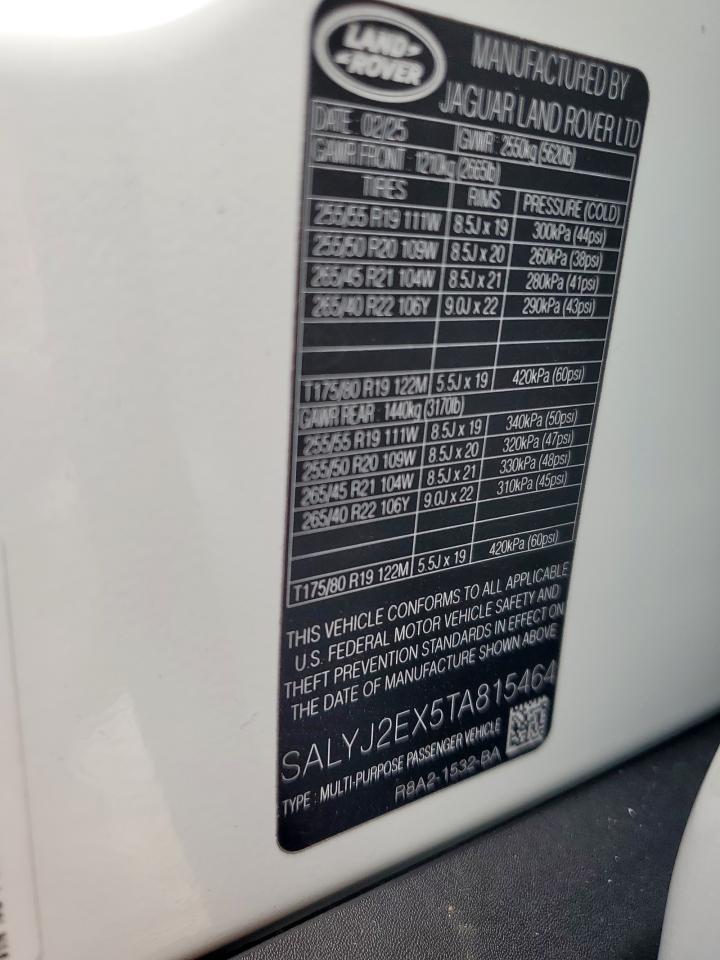 LAND
ROVER
MANUFACTURED BY
JAGUAR LAND ROVER LTD
DATE 02/25 GVWR 2550kg (5620lb)
GAWR FRONT 1210kg (2665lb)
TIRES RIMS PRESSURE (COLD)
255/55 R19 111W 8.5J x 19 300kPa (44psi)
255/50 R20 109W 8.5J x 20 260kPa (38psi)
265/45 R21 104W 8.5J x 21 280kPa (41psi)
265/40 R22 106Y 9.0J x 22 290kPa (43psi)
T175/80 R19 122M 5.5J x 19 420kPa (60psi)
GAWR REAR 1440kg (3170lb)
255/55 R19 111W 8.5J x 19 340kPa (50psi)
255/50 R20 109W 8.5J x 20 320kPa (47psi)
265/45 R21 104W 8.5J x 21 330kPa (48psi)
265/40 R22 106Y 9.0J x 22 310kPa (45psi)
T175/80 R19 122M 5.5J x 19 420kPa (60psi)
THIS VEHICLE CONFORMS TO ALL APPLICABLE
U.S. FEDERAL MOTOR VEHICLE SAFETY AND
THEFT PREVENTION STANDARDS IN EFFECT ON
THE DATE OF MANUFACTURE SHOWN ABOVE
SALYJ2EX5TA815464
TYPE : MULTI-PURPOSE PASSENGER VEHICLE
R8A2-1532-BA